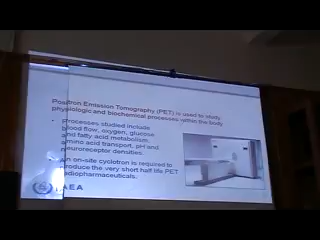 Positron Emission Tomography (PET) is used to study
physiologic and biochemical processes within the body
• Processes studied include
blood flow, oxygen, glucose
and fatty acid metabolism,
amino acid transport, pH and
neuroreceptor densities.
• An on-site cyclotron is required to
produce the very short half life PET
radiopharmaceuticals.
IAEA